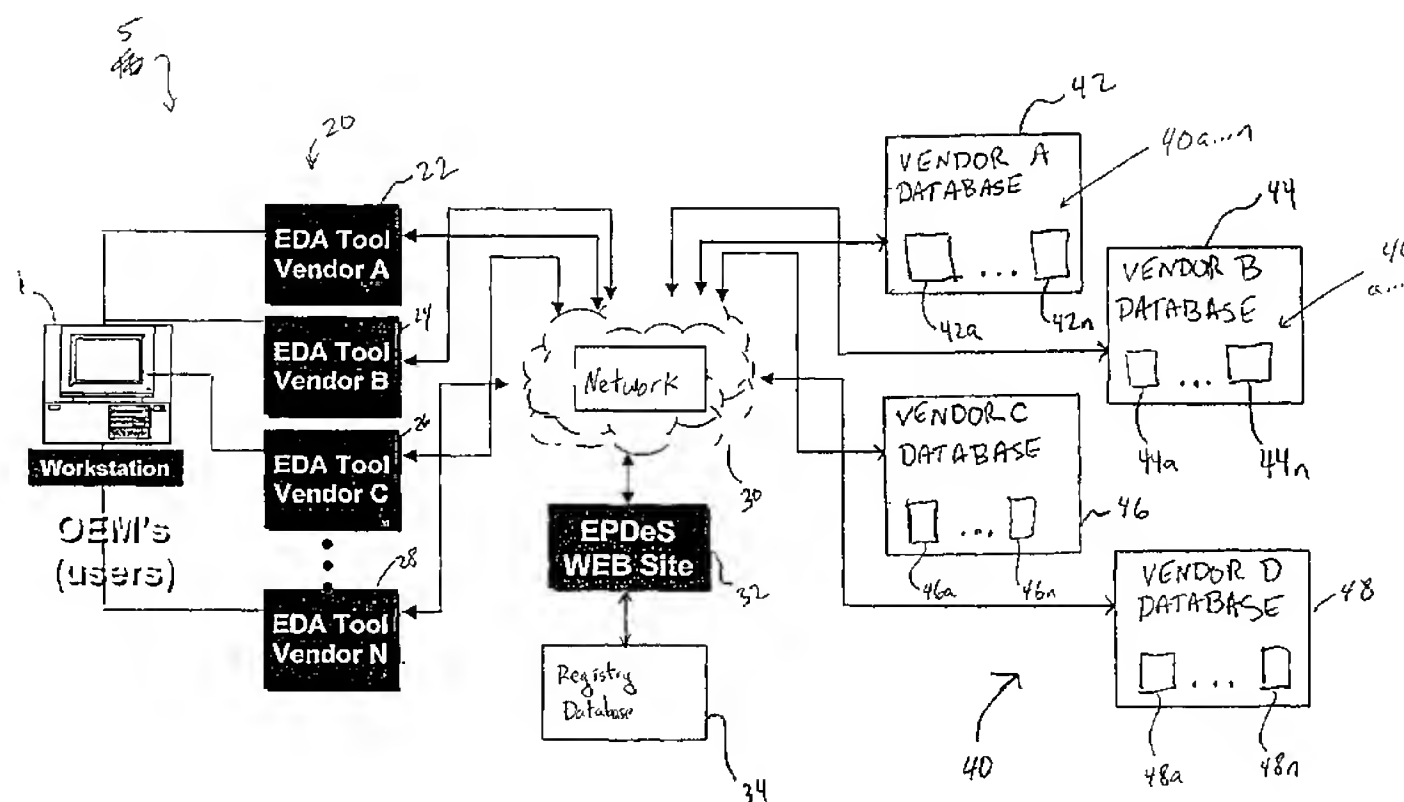 5
20
22
EDA Tool
Vendor A
24
EDA Tool
Vendor B
26
EDA Tool
Vendor C
28
EDA Tool
Vendor N
1
Workstation
OEM's
(users)
Network
30
EPDeS
WEB Site
32
Registry
Database
34
42
VENDOR A
DATABASE
40a...n
42a
...
42n
44
VENDOR B
DATABASE
a...
44a
...
44n
VENDOR C
DATABASE
46
46a
...
46n
VENDOR D
DATABASE
48
48a
...
48n
40